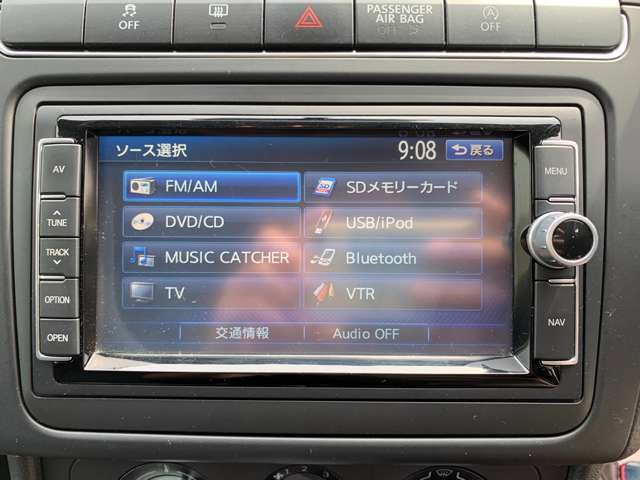 OFF
OFF
PASSENGER
AIR BAG
OFF
OFF
ソース選択
9:08
戻る
AV
TUNE
TRACK
OPTION
OPEN
FM/AM
SDメモリーカード
DVD/CD
USB/iPod
MUSIC CATCHER
Bluetooth
TV
VTR
交通情報
Audio OFF
MENU
NAV